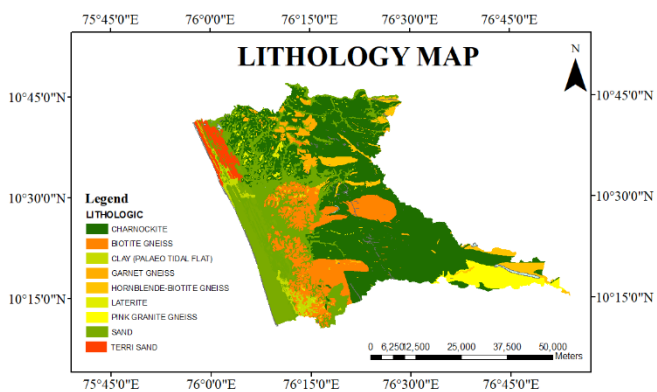 75°45'0"E 76°0'0"E 76°15'0"E 76°30'0"E 76°45'0"E
LITHOLOGY MAP
N
10°45'0"N 10°45'0"N
10°30'0"N 10°30'0"N
Legend
LITHOLOGIC
CHARNOCKITE
BIOTITE GNEISS
CLAY (PALAEO TIDAL FLAT)
GARNET GNEISS
HORNBLENDE-BIOTITE GNEISS
LATERITE
PINK GRANITE GNEISS
SAND
TERRI SAND
10°15'0"N 10°15'0"N
0 6,25012,500 25,000 37,500 50,000
Meters
75°45'0"E 76°0'0"E 76°15'0"E 76°30'0"E 76°45'0"E